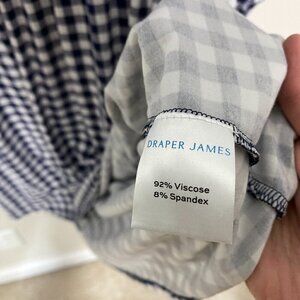 DRAPER JAMES
92% Viscose
8% Spandex